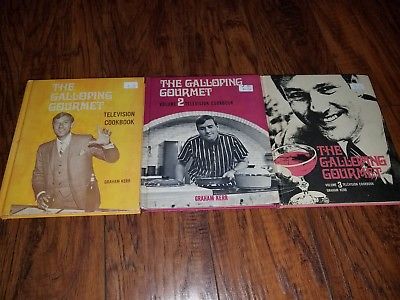 THE
GALLOPING
GOURMET
TELEVISION
COOKBOOK
GRAHAM KERR
THE GALLOPING
GOURMET
VOLUME 2 TELEVISION COOKBOOK
GRAHAM KERR
THE GALLOPING
GOURMET
VOLUME 3 TELEVISION COOKBOOK
GRAHAM KERR